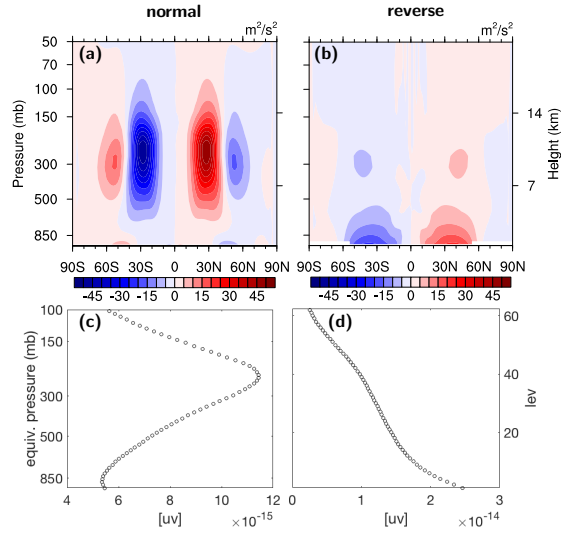 normal reverse
m²/s² m²/s²
(a) (b)
50
70
100
150
300
500
850
Pressure (mb)
14
7
Height (km)
90S 60S 30S 0 30N 60N 90N 90S 60S 30S 0 30N 60N 90N
-45 -30 -15 0 15 30 45 -45 -30 -15 0 15 30 45
(c) (d)
100
150
300
500
850
equiv. pressure (mb)
60
40
20
lev
4 6 8 10 12 0 1 2 3
[uv] ×10⁻¹⁵ [uv] ×10⁻¹⁴